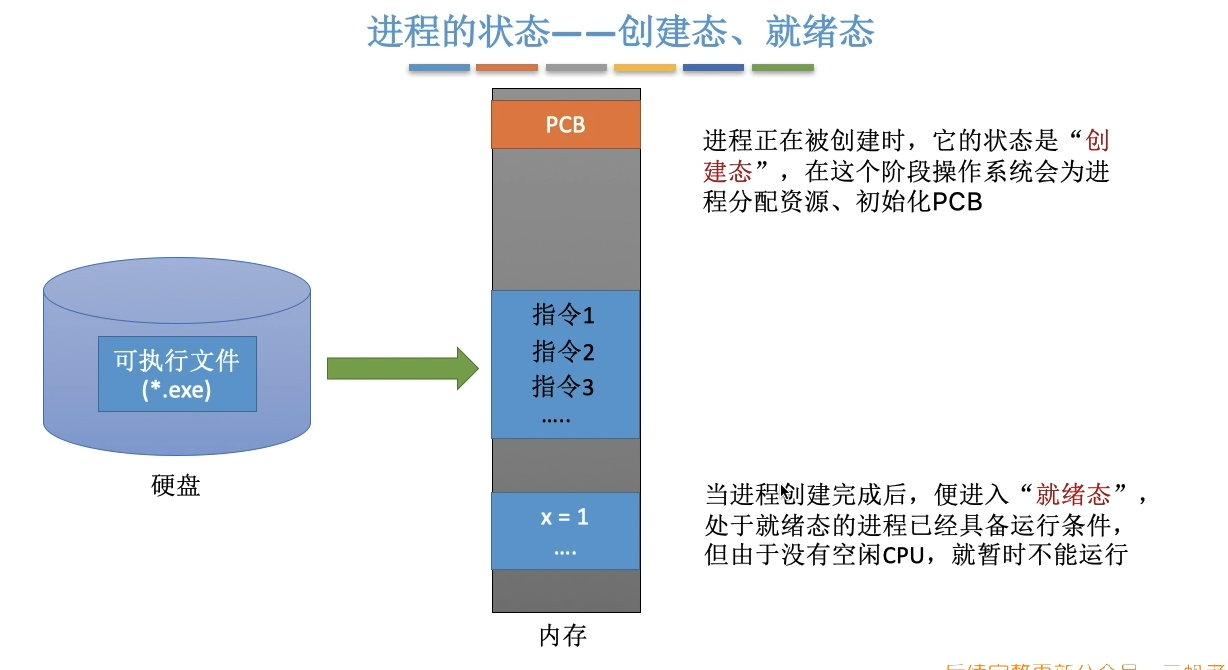 进程的状态——创建态、就绪态
PCB
进程正在被创建时，它的状态是“创
建态”，在这个阶段操作系统会为进
程分配资源、初始化PCB
可执行文件
(*.exe)
硬盘
指令1
指令2
指令3
.....
x = 1
....
内存
当进程创建完成后，便进入“就绪态”，
处于就绪态的进程已经具备运行条件，
但由于没有空闲CPU，就暂时不能运行